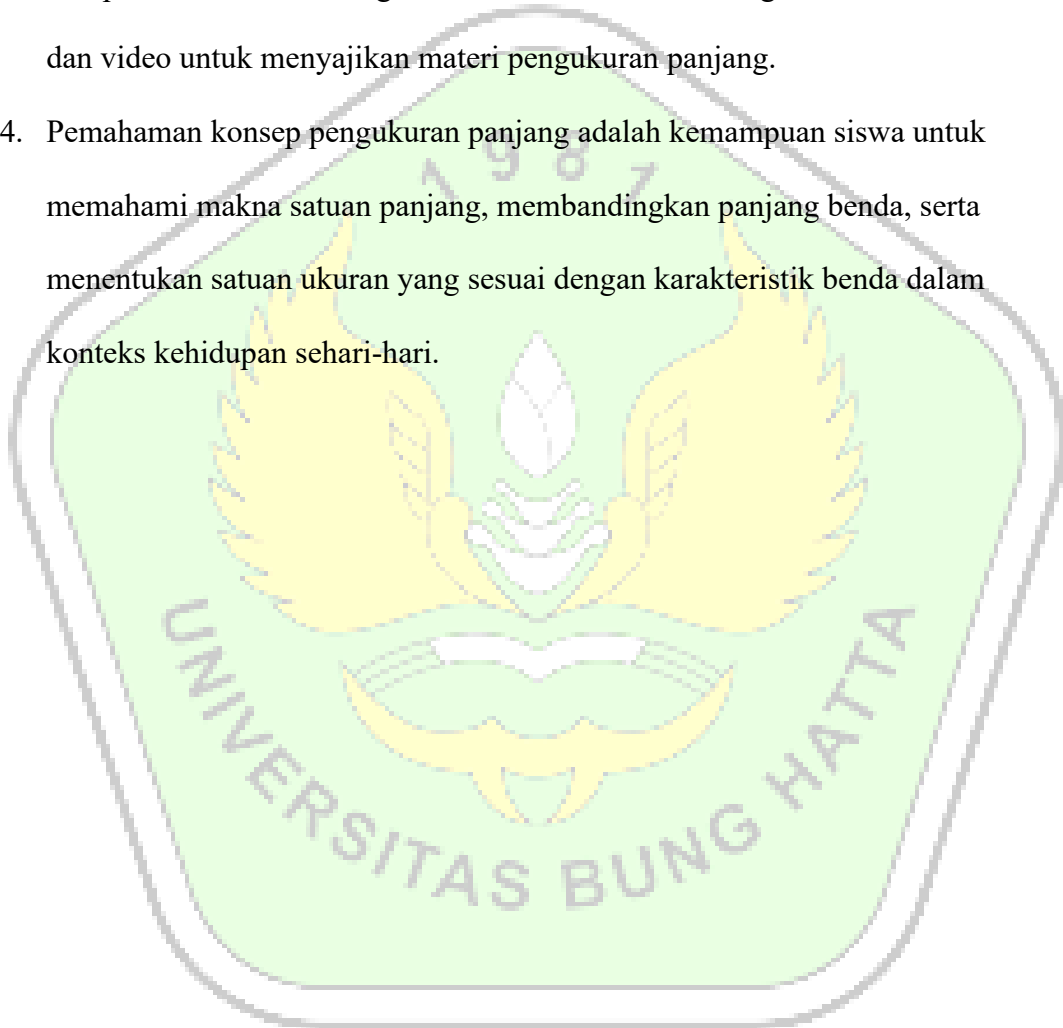 dan video untuk menyajikan materi pengukuran panjang.
4. Pemahaman konsep pengukuran panjang adalah kemampuan siswa untuk
memahami makna satuan panjang, membandingkan panjang benda, serta
menentukan satuan ukuran yang sesuai dengan karakteristik benda dalam
konteks kehidupan sehari-hari.
1981
UNIVERSITAS BUNG HATTA